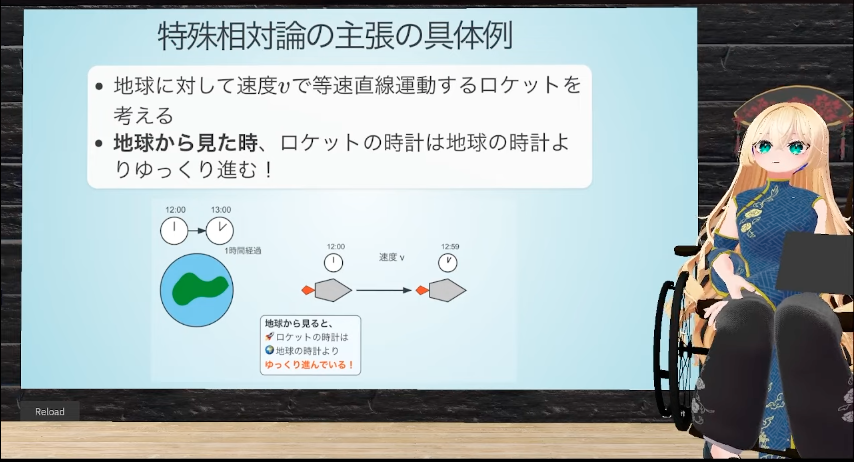 特殊相対論の主張の具体例
• 地球に対して速度vで等速直線運動するロケットを
考える
• 地球から見た時、ロケットの時計は地球の時計よ
りゆっくり進む！
12:00 13:00
1時間経過
12:00 速度 v 12:59
地球から見ると、
🚀ロケットの時計は
🌏地球の時計より
ゆっくり進んでいる！
Reload